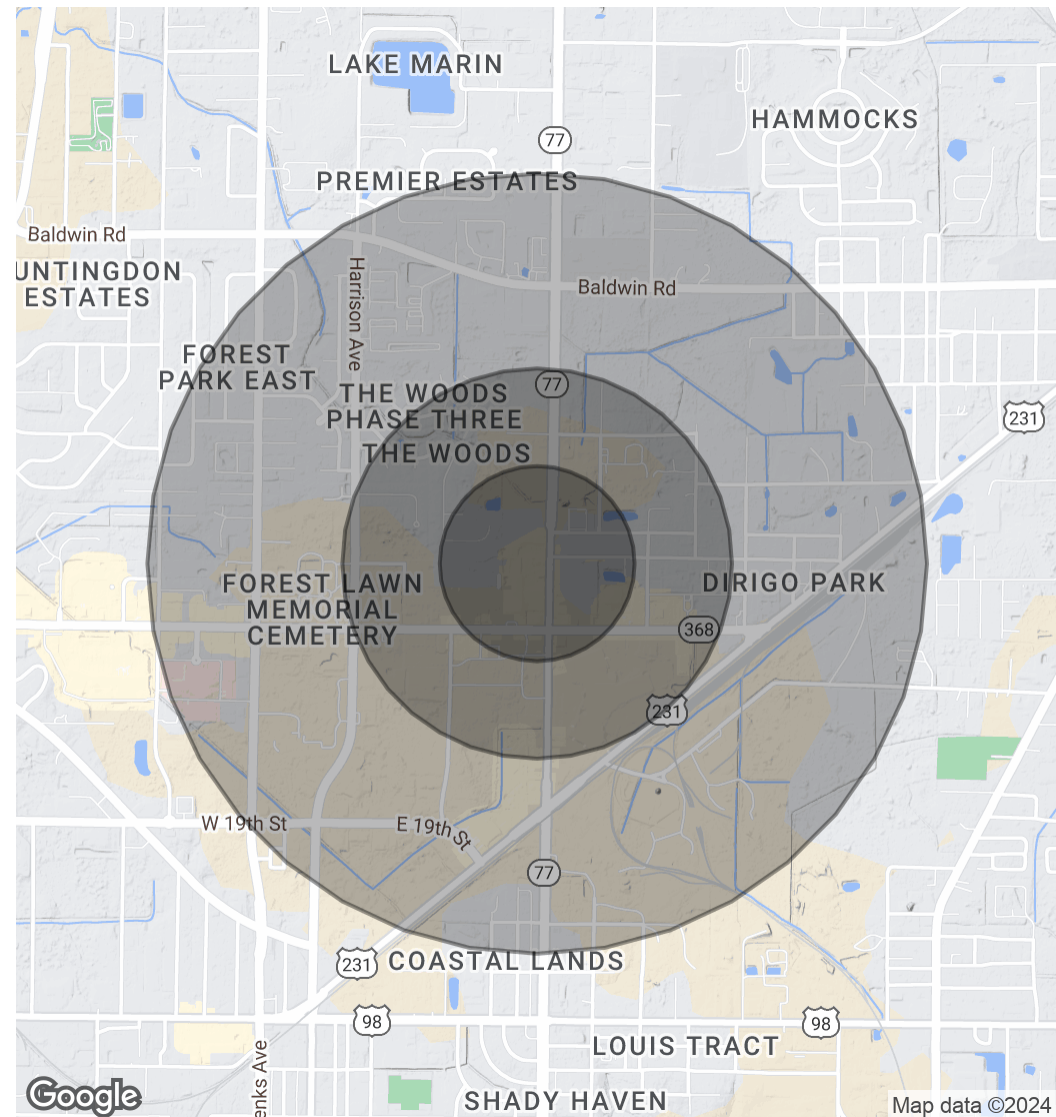 LAKE MARIN
HAMMOCKS
77
PREMIER ESTATES
Baldwin Rd
UNTINGDON
ESTATES
Harrison Ave
Baldwin Rd
FOREST
PARK EAST
77
THE WOODS
PHASE THREE
231
THE WOODS
FOREST LAWN
MEMORIAL
CEMETERY
DIRIGO PARK
368
231
W 19th St
E 19th St
77
231
COASTAL LANDS
98
98
LOUIS TRACT
enks Ave
SHADY HAVEN
Google
Map data ©2024